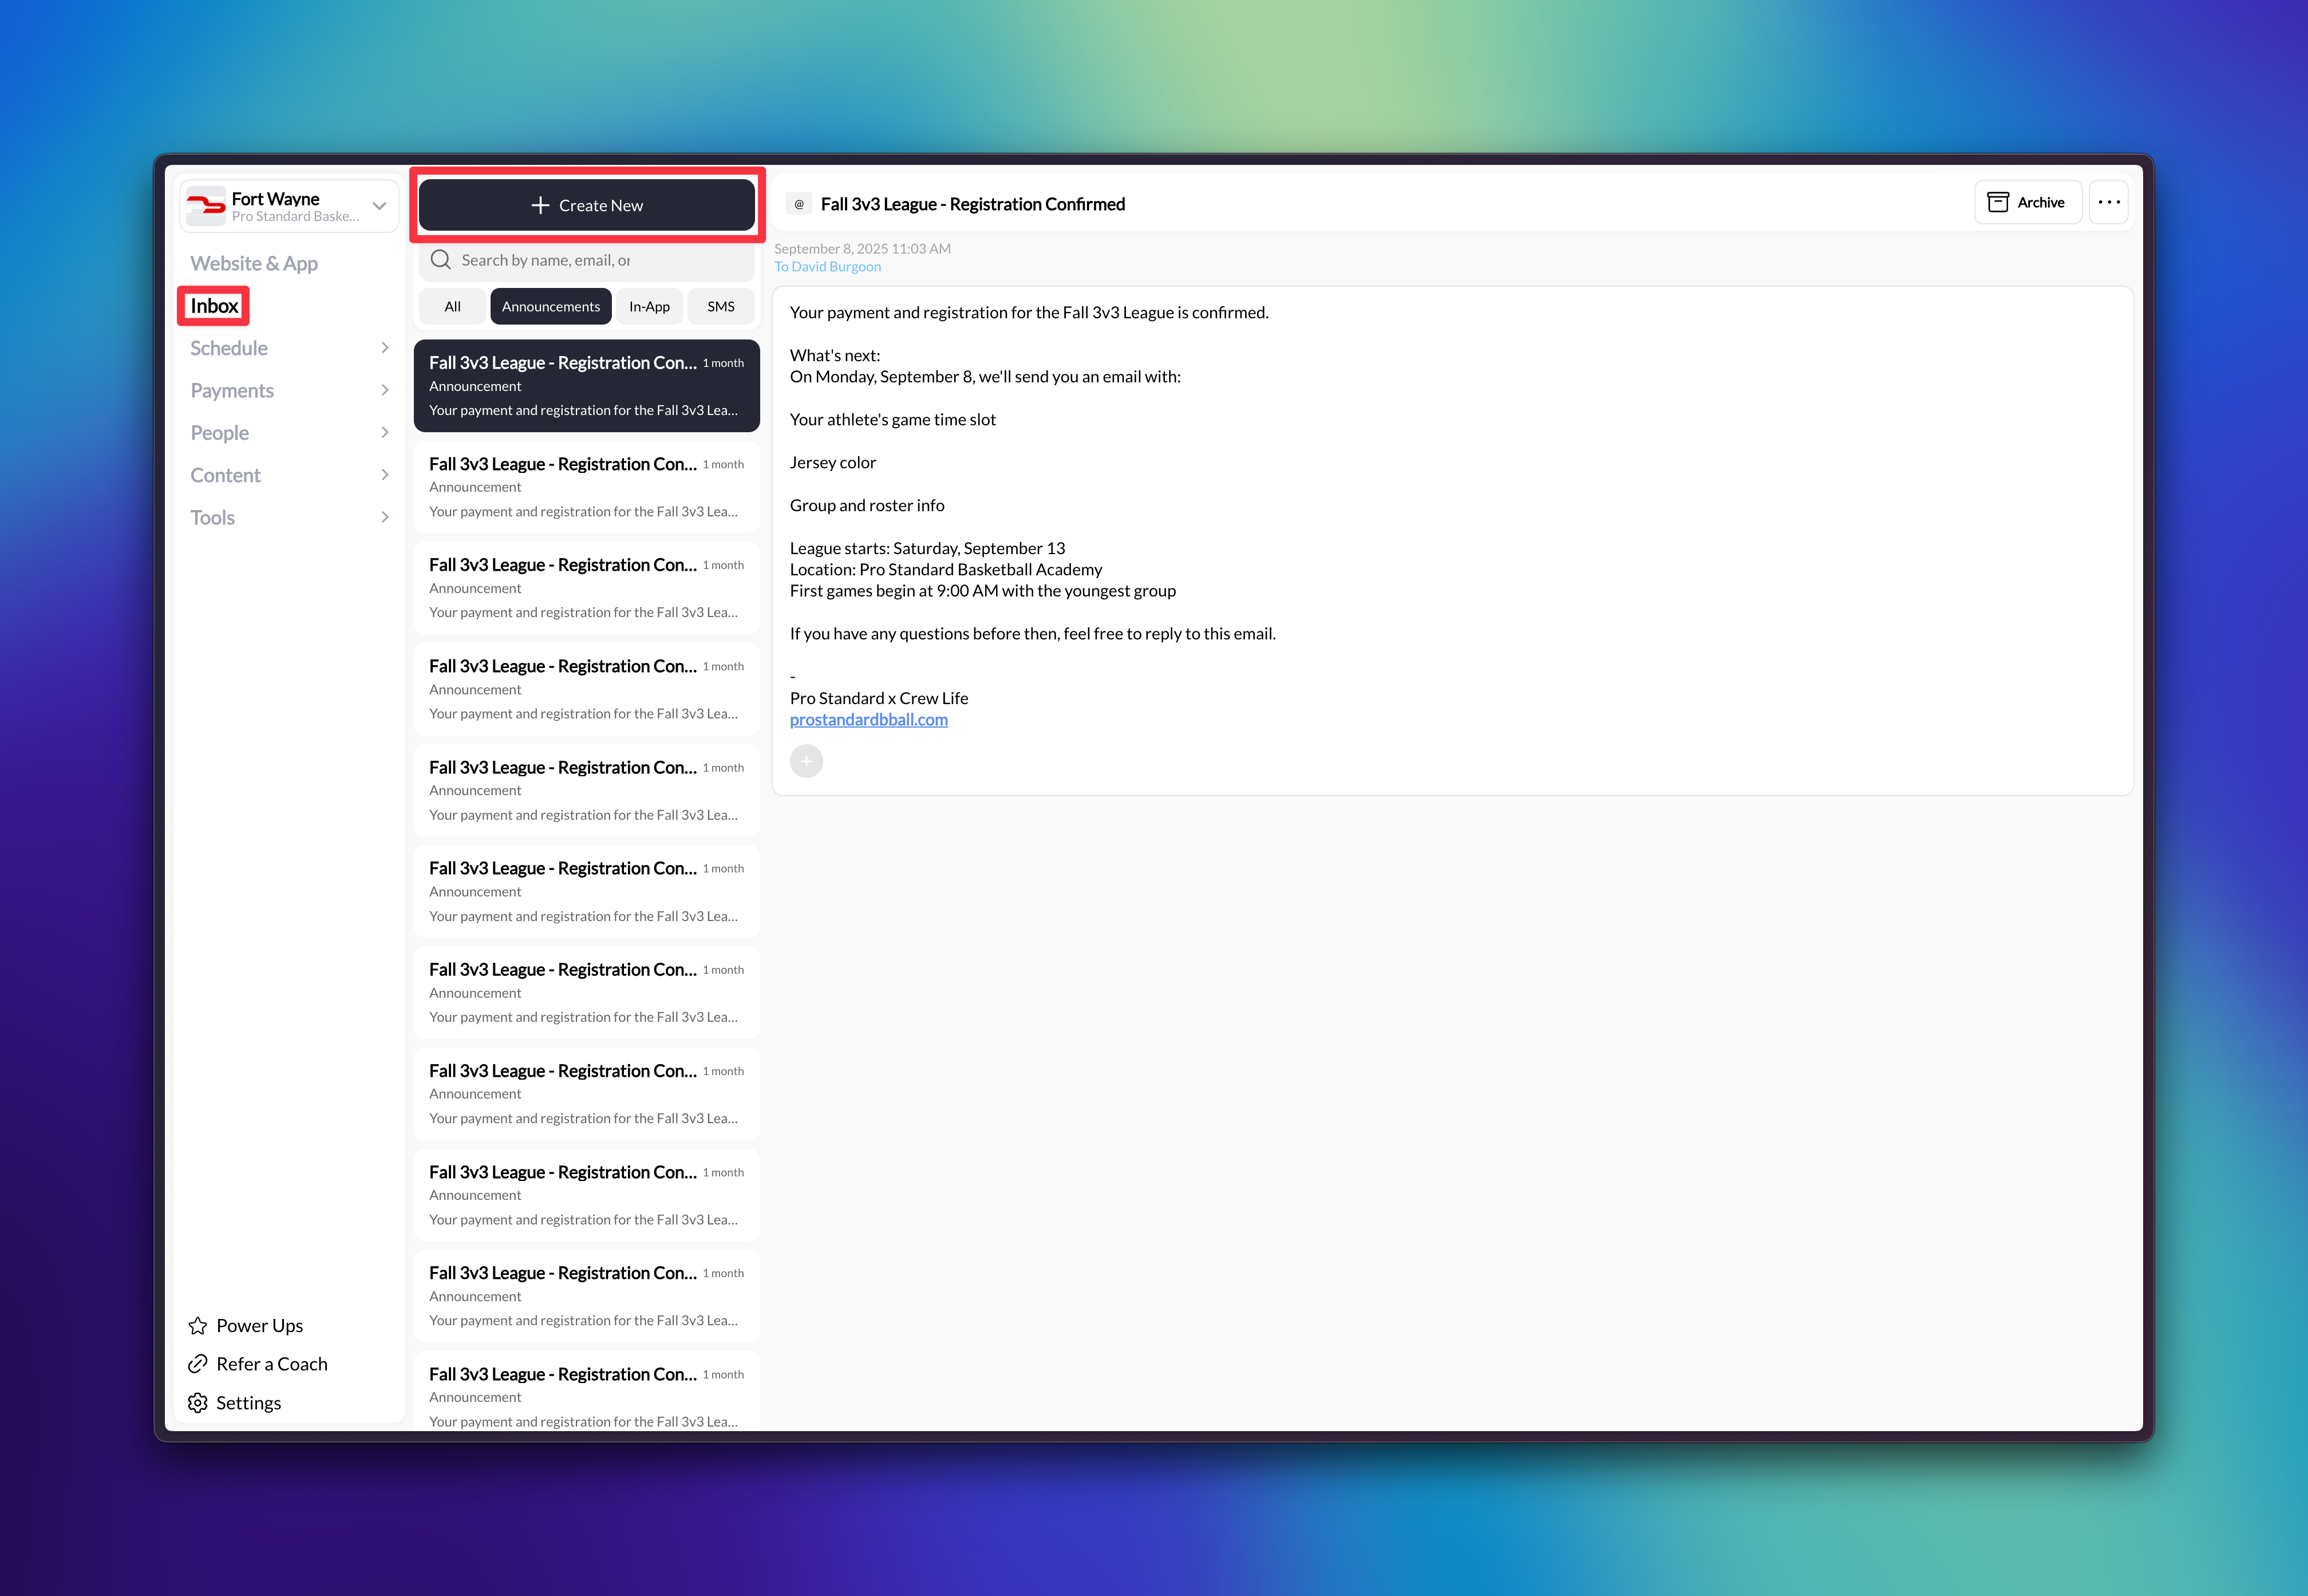 Fort Wayne
Pro Standard Baske...
Website & App
Inbox
Schedule
Payments
People
Content
Tools
Power Ups
Refer a Coach
Settings
Create New
Search by name, email, or
All
Announcements
In-App
SMS
Fall 3v3 League - Registration Con... 1 month
Announcement
Your payment and registration for the Fall 3v3 Lea...
Fall 3v3 League - Registration Con... 1 month
Announcement
Your payment and registration for the Fall 3v3 Lea...
Fall 3v3 League - Registration Con... 1 month
Announcement
Your payment and registration for the Fall 3v3 Lea...
Fall 3v3 League - Registration Con... 1 month
Announcement
Your payment and registration for the Fall 3v3 Lea...
Fall 3v3 League - Registration Con... 1 month
Announcement
Your payment and registration for the Fall 3v3 Lea...
Fall 3v3 League - Registration Con... 1 month
Announcement
Your payment and registration for the Fall 3v3 Lea...
Fall 3v3 League - Registration Con... 1 month
Announcement
Your payment and registration for the Fall 3v3 Lea...
Fall 3v3 League - Registration Con... 1 month
Announcement
Your payment and registration for the Fall 3v3 Lea...
Fall 3v3 League - Registration Con... 1 month
Announcement
Your payment and registration for the Fall 3v3 Lea...
Fall 3v3 League - Registration Con... 1 month
Announcement
Your payment and registration for the Fall 3v3 Lea...
Fall 3v3 League - Registration Con... 1 month
Announcement
Your payment and registration for the Fall 3v3 Lea...
@ Fall 3v3 League - Registration Confirmed
Archive
September 8, 2025 11:03 AM
To David Burgoon
Your payment and registration for the Fall 3v3 League is confirmed.
What's next:
On Monday, September 8, we'll send you an email with:
Your athlete's game time slot
Jersey color
Group and roster info
League starts: Saturday, September 13
Location: Pro Standard Basketball Academy
First games begin at 9:00 AM with the youngest group
If you have any questions before then, feel free to reply to this email.
-
Pro Standard x Crew Life
prostandardbball.com